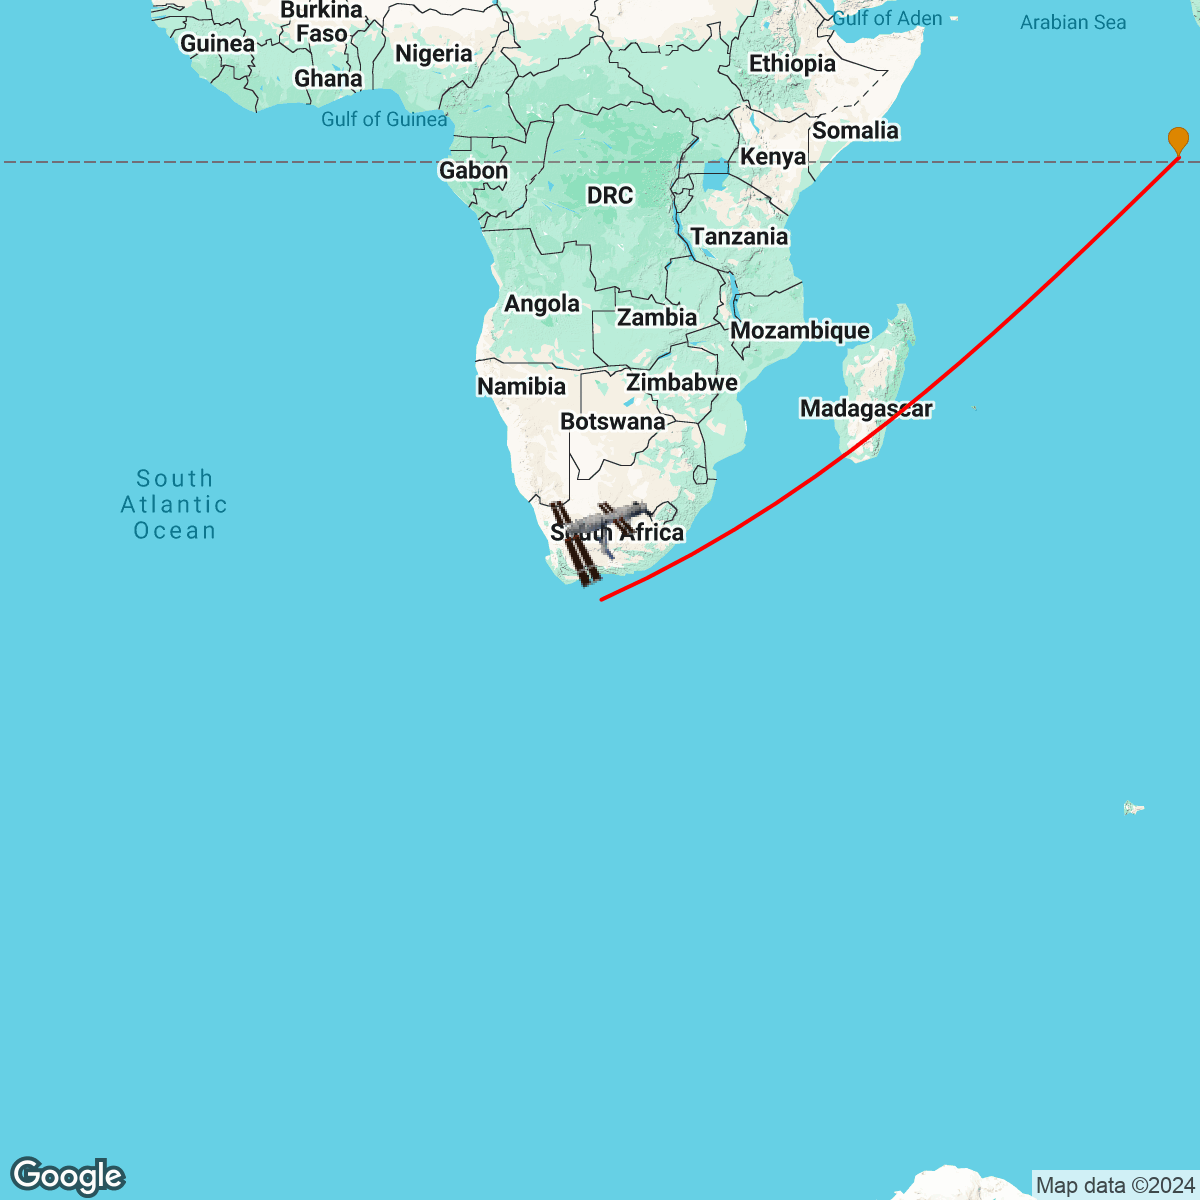 Burkina
Faso
Gulf of Aden
Arabian Sea
Guinea
Nigeria
Ethiopia
Ghana
Gulf of Guinea
Somalia
Kenya
Gabon
DRC
Tanzania
Angola
Zambia
Mozambique
Namibia
Zimbabwe
Madagascar
Botswana
South
Atlantic
Ocean
South Africa
Google
Map data ©2024